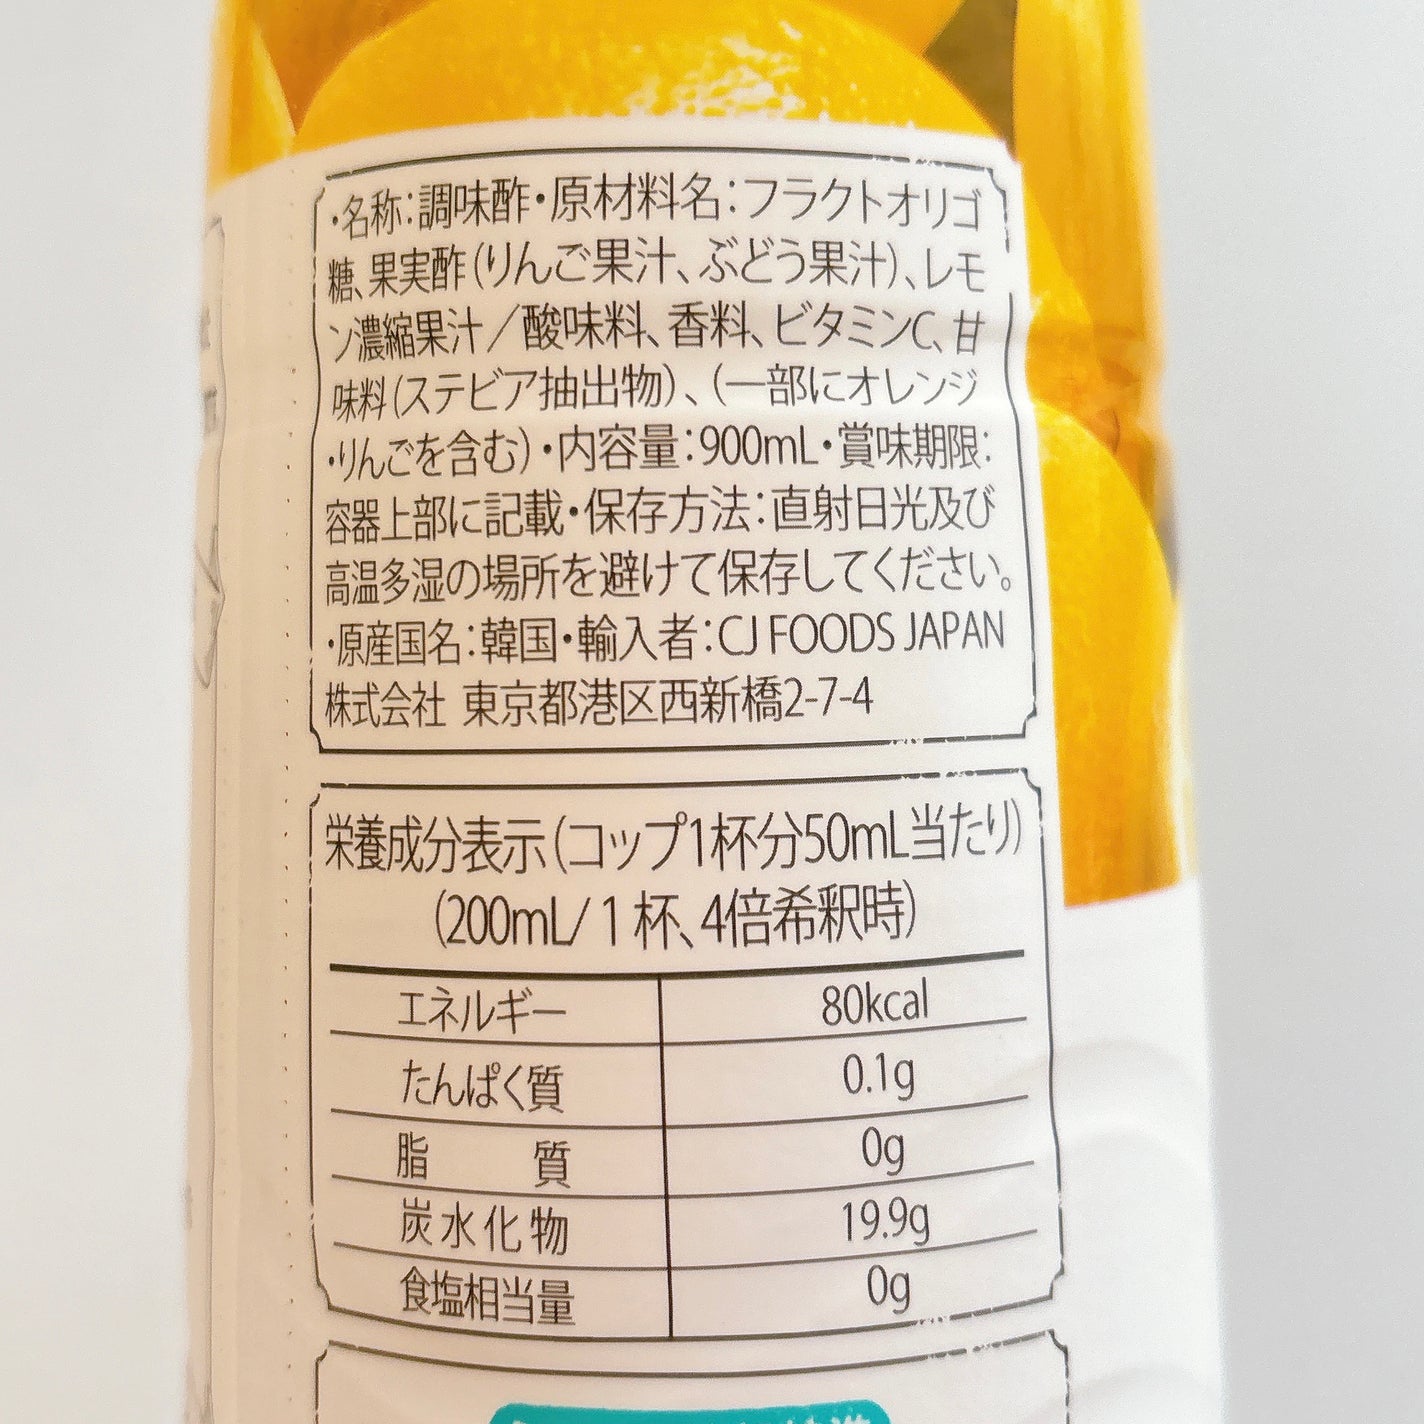 ・名称：調味酢・原材料名：フラクトオリゴ
糖、果実酢（りんご果汁、ぶどう果汁）、レモ
ン濃縮果汁／酸味料、香料、ビタミンC、甘
味料（ステビア抽出物）、（一部にオレンジ
・りんごを含む）・内容量：900mL・賞味期限：
容器上部に記載・保存方法：直射日光及び
高温多湿の場所を避けて保存してください。
・原産国名：韓国・輸入者：CJ FOODS JAPAN
株式会社 東京都港区西新橋2-7-4
栄養成分表示（コップ1杯分50mL当たり）
（200mL/1杯、4倍希釈時）
エネルギー 80kcal
たんぱく質 0.1g
脂質 0g
炭水化物 19.9g
食塩相当量 0g